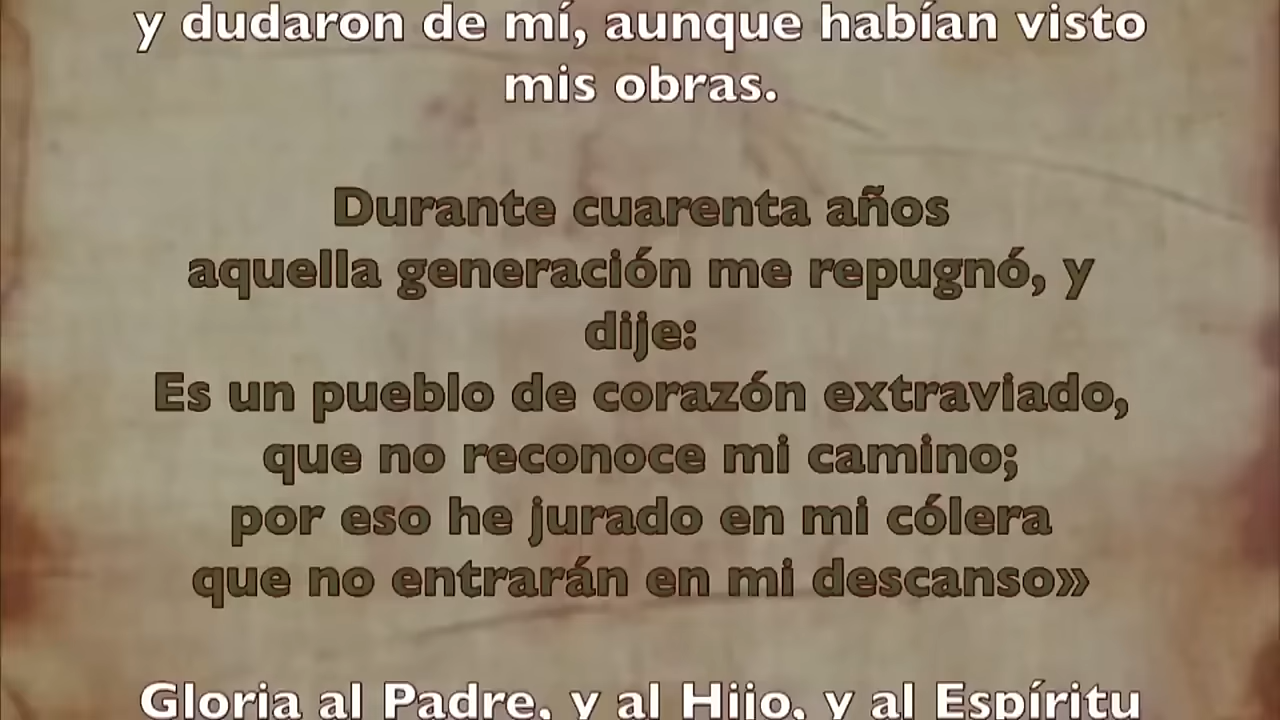 y dudaron de mí, aunque habían visto
mis obras.
Durante cuarenta años
aquella generación me repugnó, y
dije:
Es un pueblo de corazón extraviado,
que no reconoce mi camino;
por eso he jurado en mi cólera
que no entrarán en mi descanso»
Gloria al Padre, y al Hijo, y al Espíritu